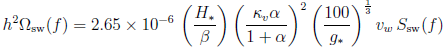 $h^2\Omega_{\rm sw}(f) = 2.65 \times 10^{-6} \left(\frac{H_*}{\beta}\right) \left(\frac{\kappa_v \alpha}{1+\alpha}\right)^2 \left(\frac{100}{g_*}\right)^{\frac{1}{3}} v_w \, S_{\rm sw}(f)$